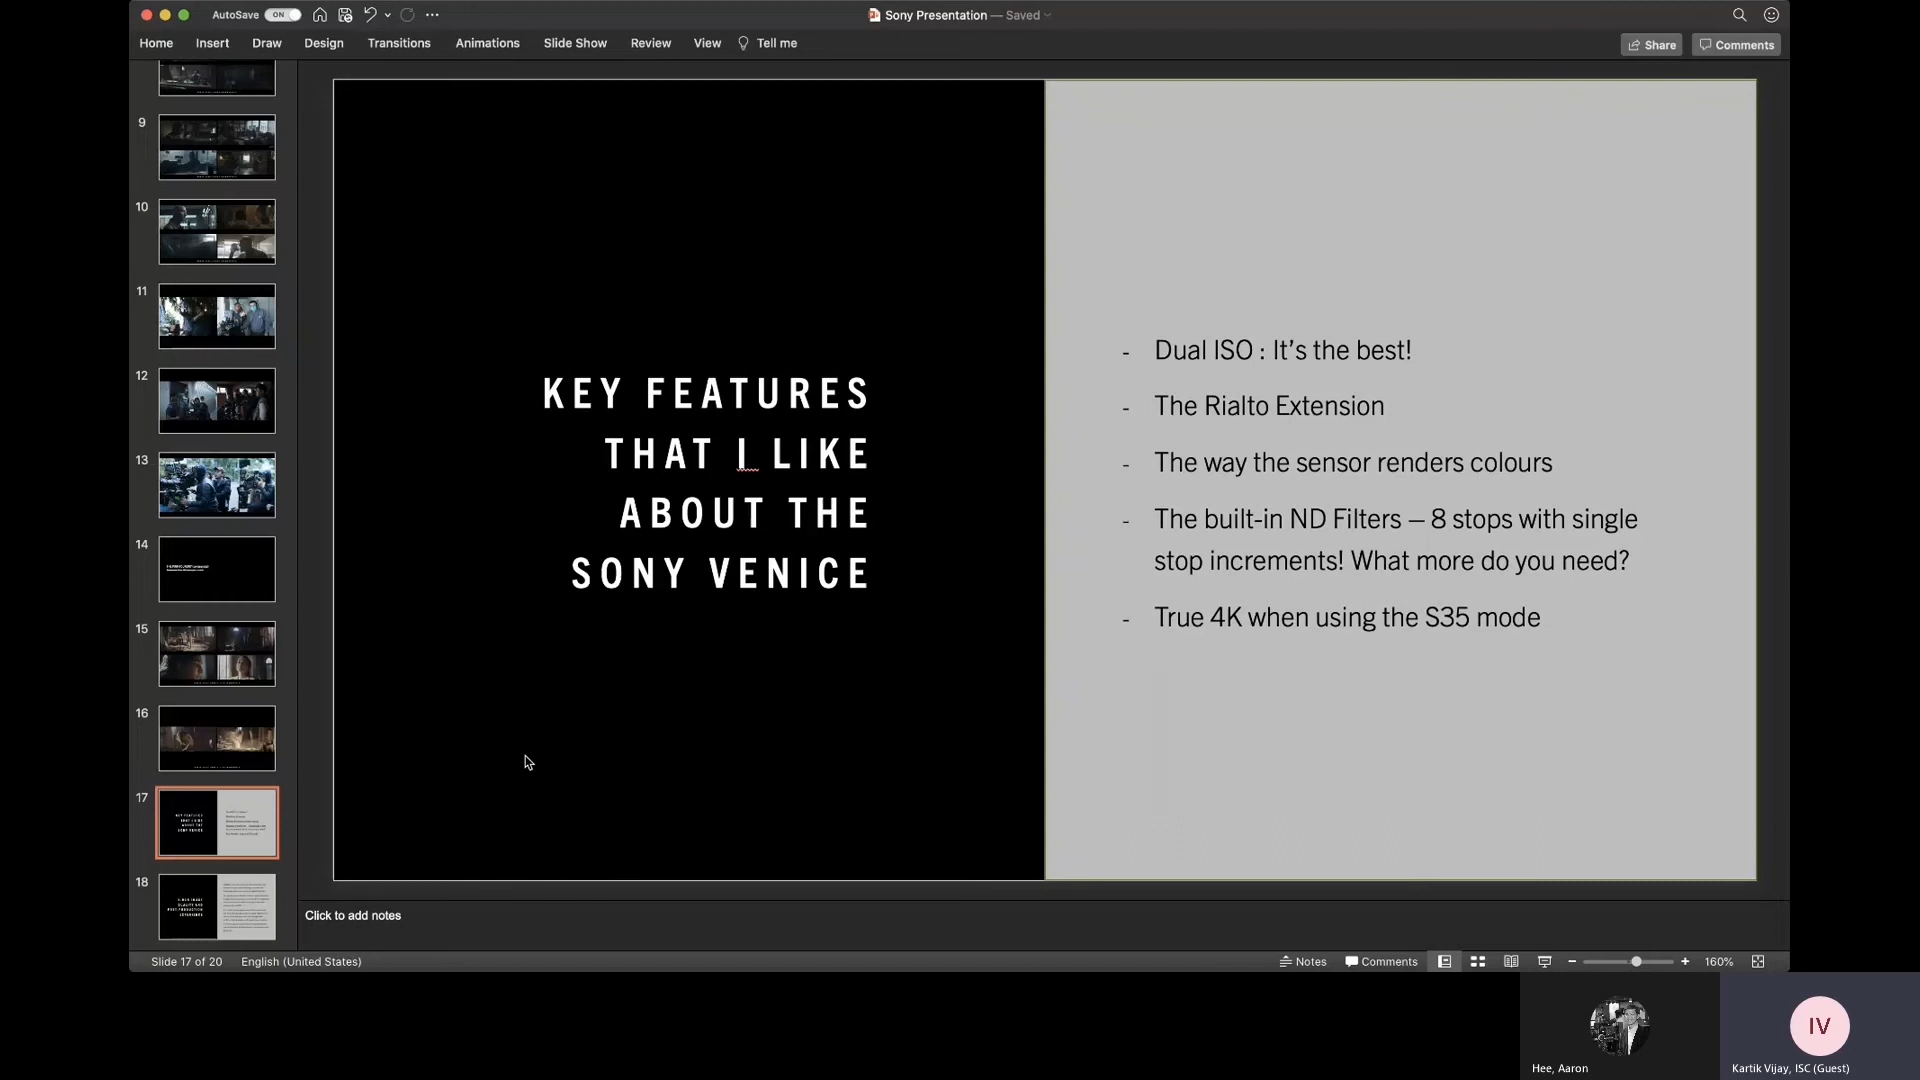 AutoSave ON
Sony Presentation — Saved
Home Insert Draw Design Transitions Animations Slide Show Review View Tell me
Share Comments
9
10
11
12
13
14
15
16
17
18
KEY FEATURES
THAT I LIKE
ABOUT THE
SONY VENICE
- Dual ISO : It's the best!
- The Rialto Extension
- The way the sensor renders colours
- The built-in ND Filters – 8 stops with single
stop increments! What more do you need?
- True 4K when using the S35 mode
Click to add notes
Slide 17 of 20 English (United States)
Notes Comments 160%
IV
Hee, Aaron
Kartik Vijay, ISC (Guest)